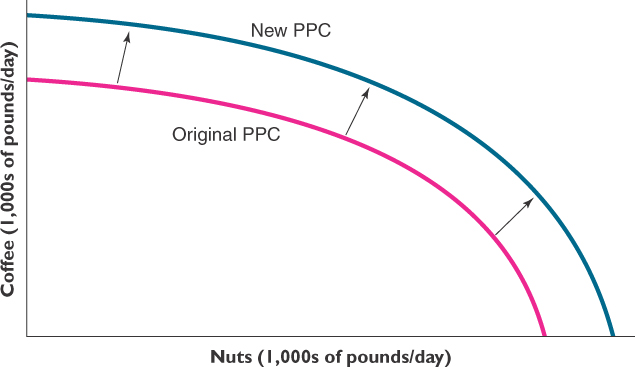 New PPC
Original PPC
Coffee (1,000s of pounds/day)
Nuts (1,000s of pounds/day)